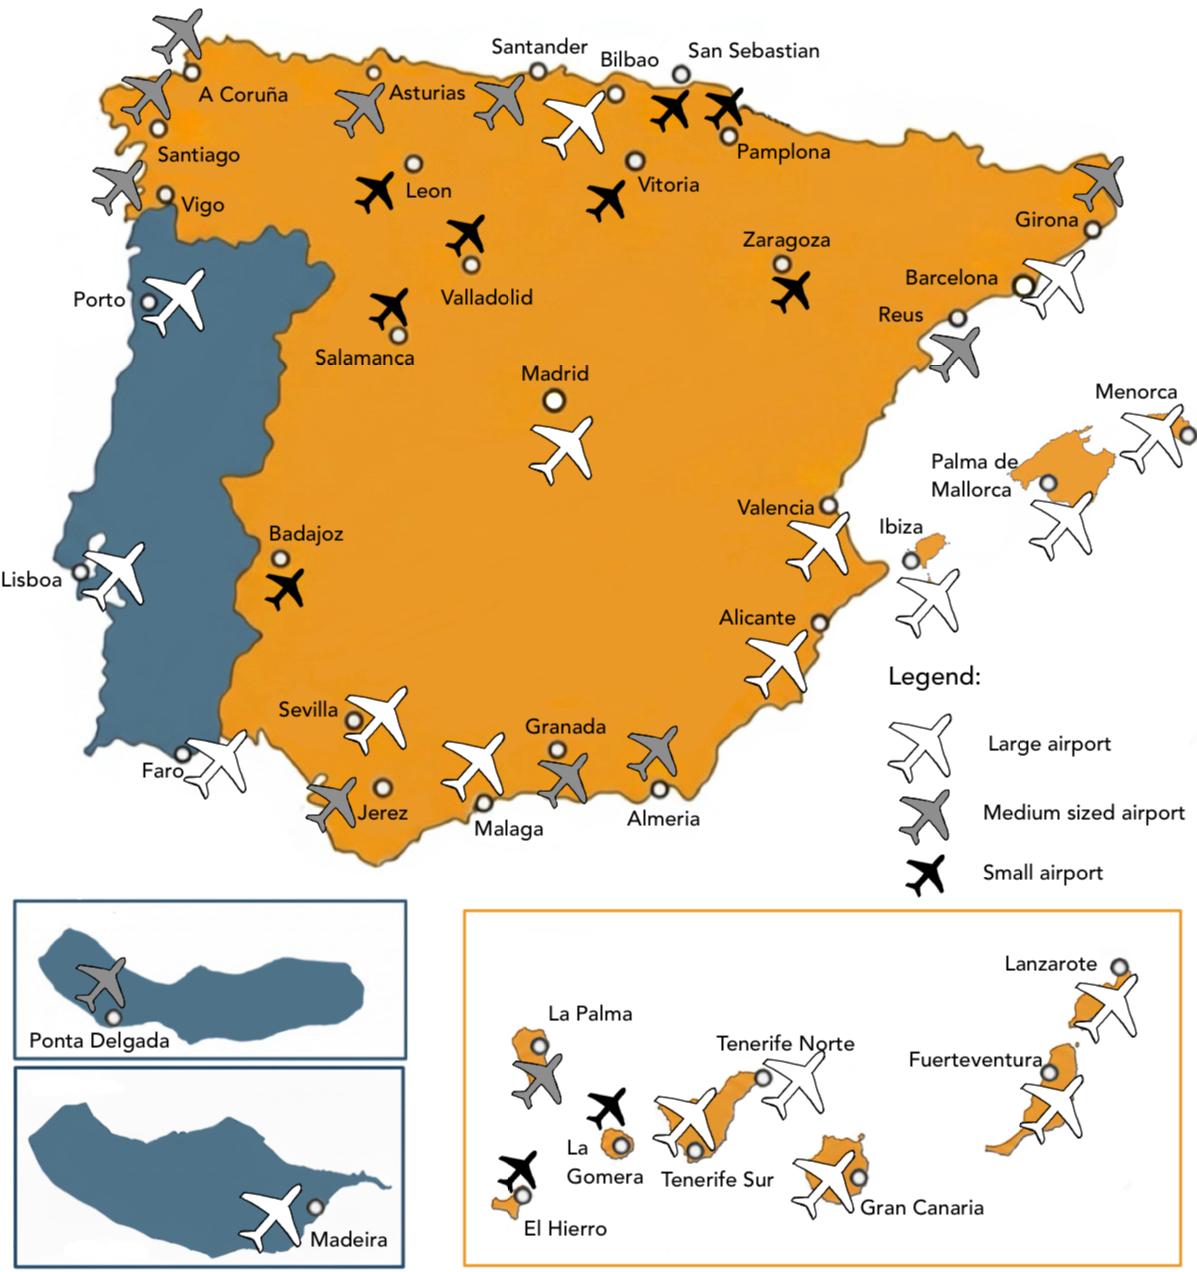 Santander
San Sebastian
Bilbao
A Coruña
Asturias
Pamplona
Santiago
Leon
Vitoria
Vigo
Girona
Zaragoza
Barcelona
Porto
Valladolid
Reus
Salamanca
Madrid
Menorca
Palma de
Mallorca
Valencia
Ibiza
Badajoz
Lisboa
Alicante
Legend:
Sevilla
Granada
Large airport
Faro
Jerez
Malaga
Almeria
Medium sized airport
Small airport
Lanzarote
La Palma
Ponta Delgada
Tenerife Norte
Fuerteventura
La
Gomera
Tenerife Sur
Gran Canaria
El Hierro
Madeira